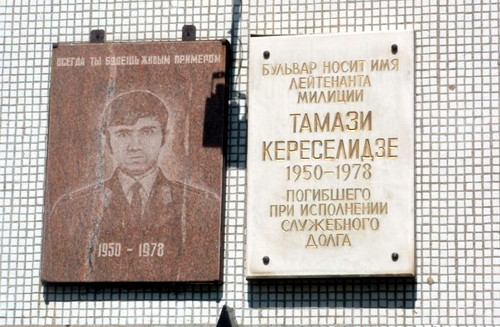 ВСЕГДА ТЫ БУДЕШЬ ЖИВЫМ ПРИМЕРОМ
1950 - 1978
БУЛЬВАР НОСИТ ИМЯ
ЛЕЙТЕНАНТА
МИЛИЦИИ
ТАМАЗИ
КЕРЕСЕЛИДЗЕ
1950-1978
ПОГИБШЕГО
ПРИ ИСПОЛНЕНИИ
СЛУЖЕБНОГО
ДОЛГА